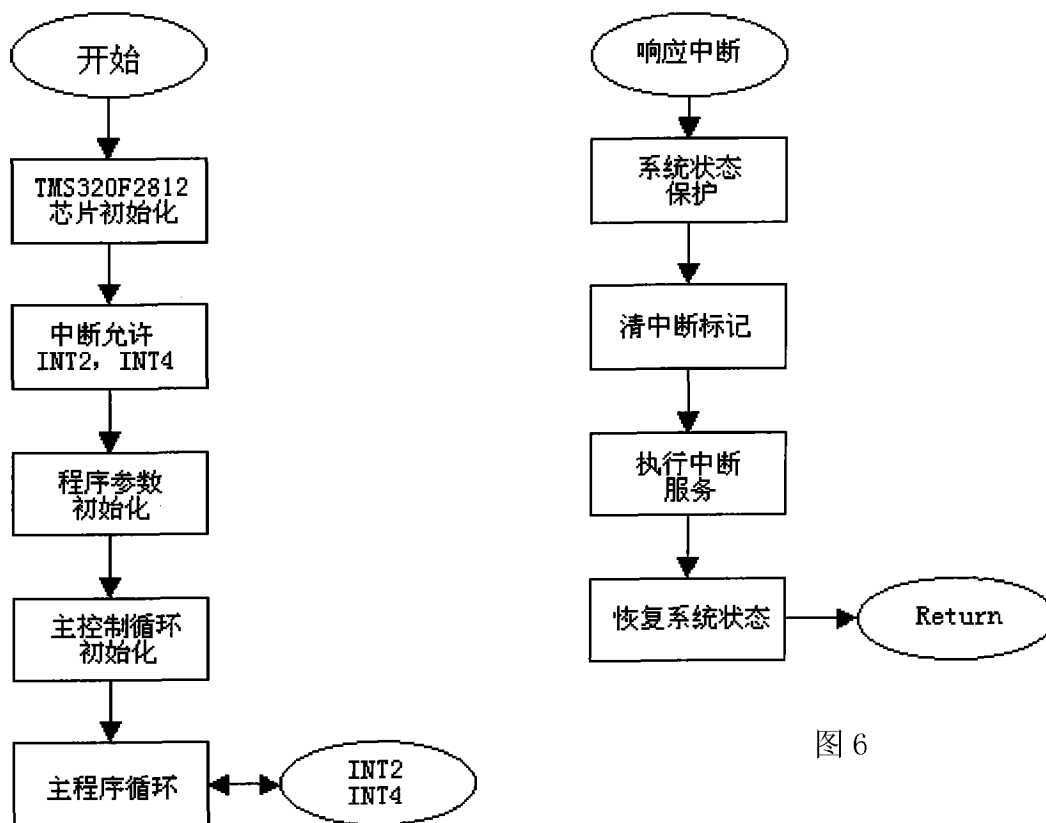 开始
TMS320F2812
芯片初始化
中断允许
INT2, INT4
程序参数
初始化
主控制循环
初始化
主程序循环
INT2
INT4
响应中断
系统状态
保护
清中断标记
执行中断
服务
恢复系统状态
Return
图 6